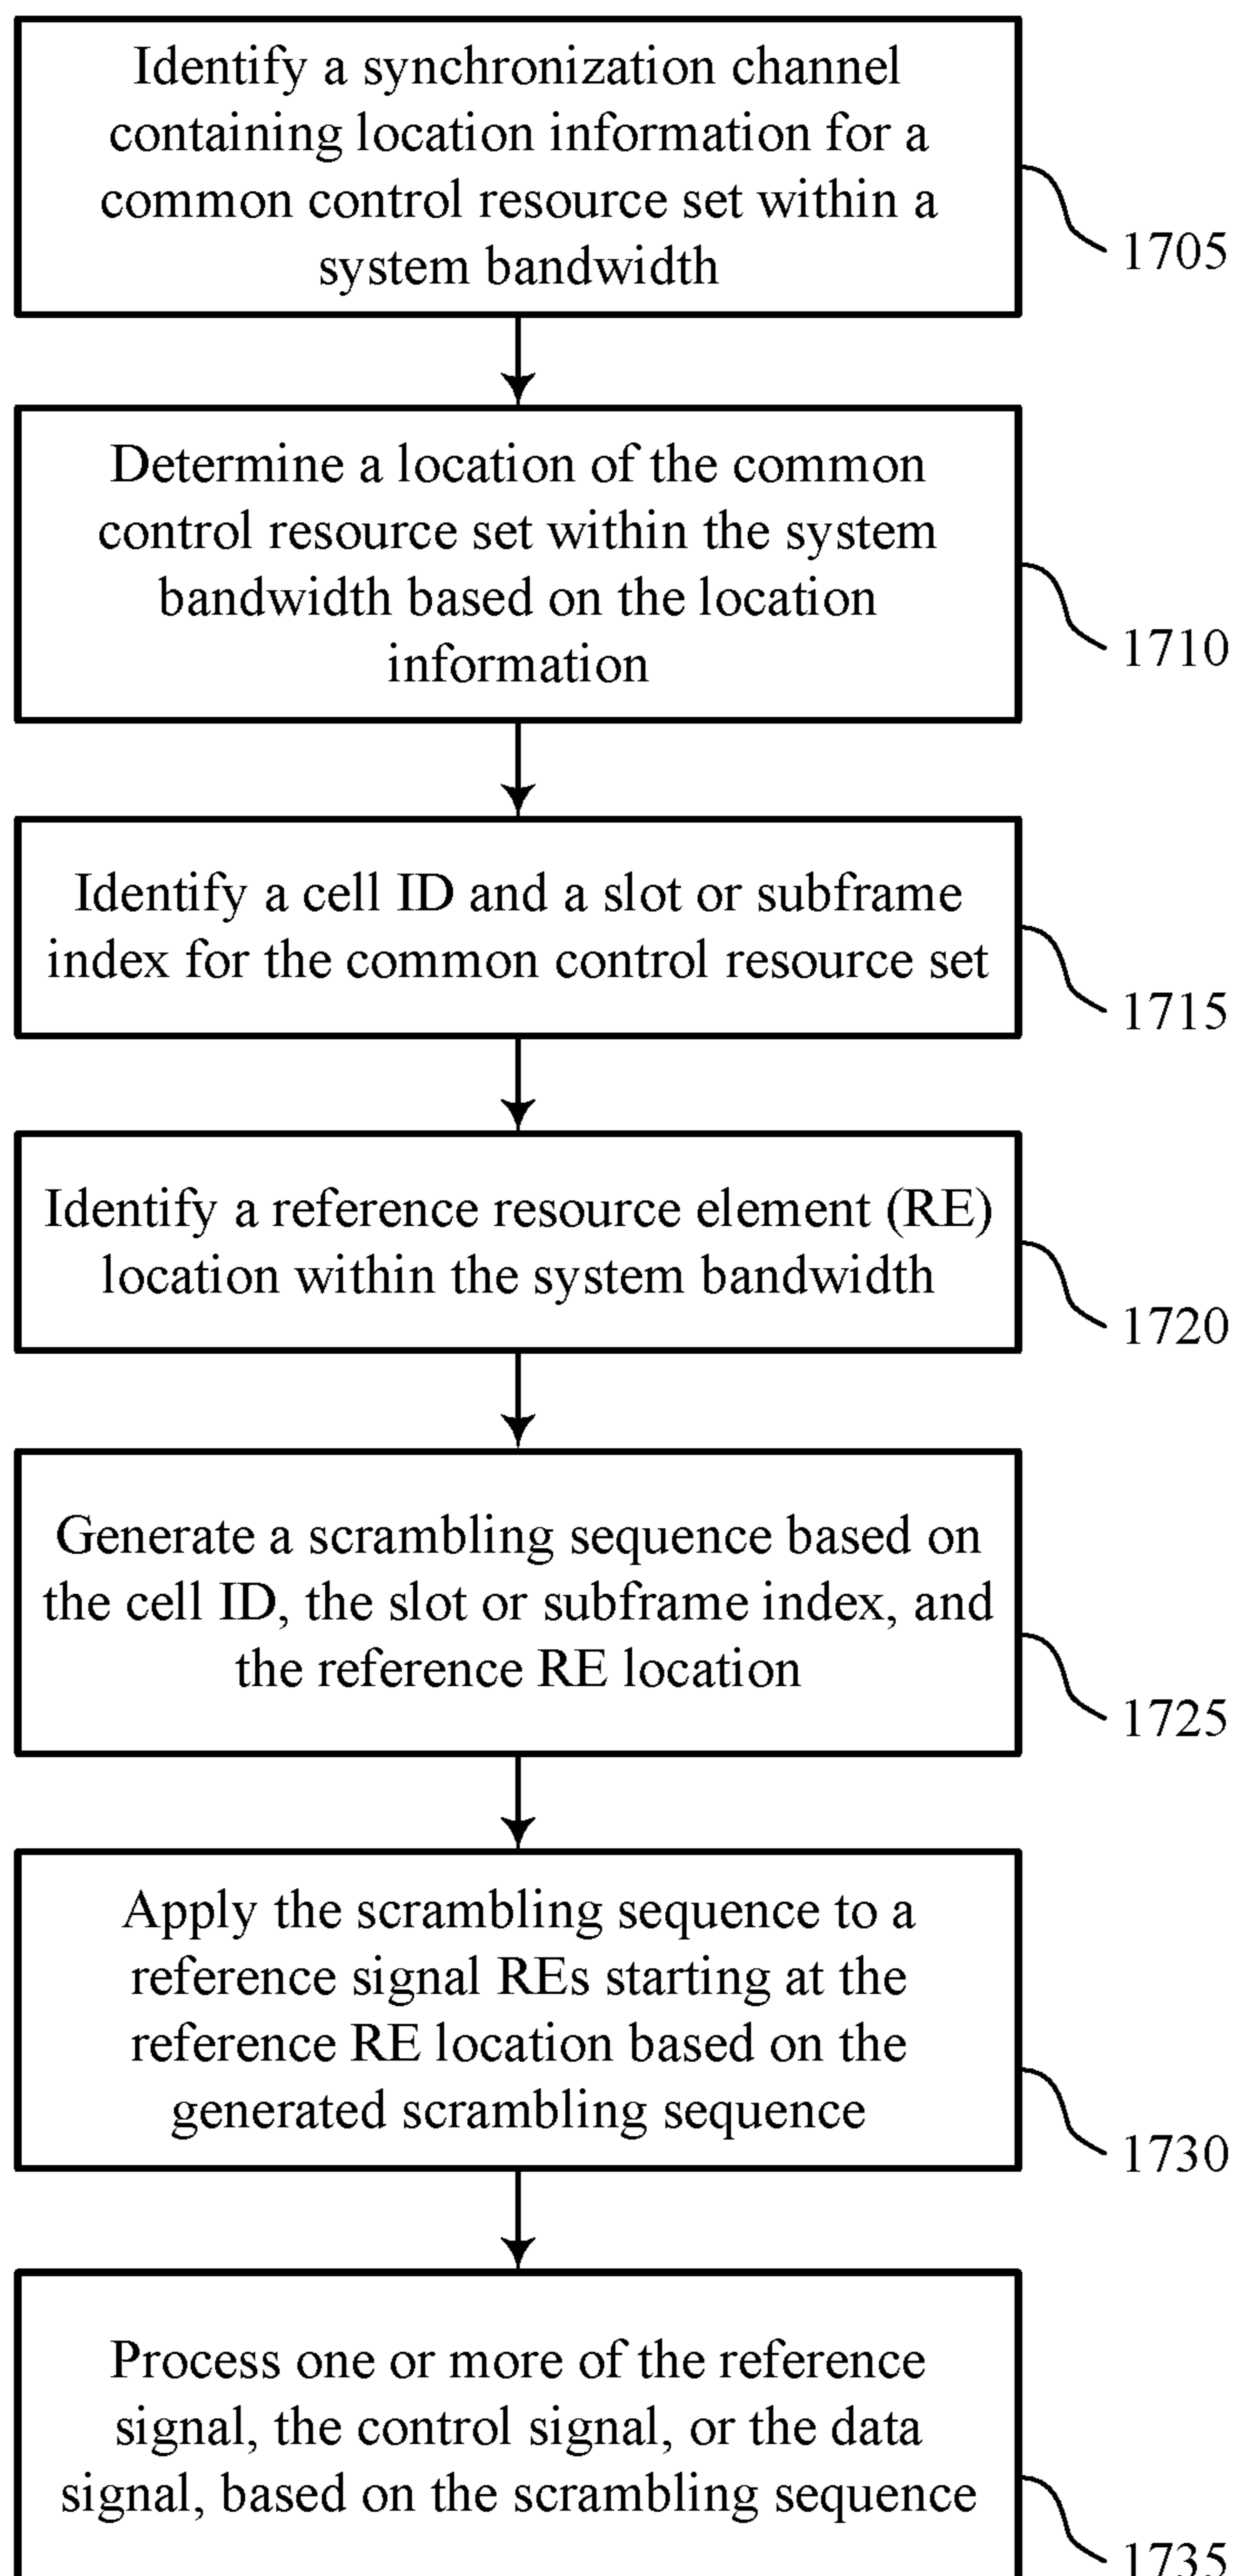 Identify a synchronization channel
containing location information for a
common control resource set within a
system bandwidth
1705
Determine a location of the common
control resource set within the system
bandwidth based on the location
information
1710
Identify a cell ID and a slot or subframe
index for the common control resource set
1715
Identify a reference resource element (RE)
location within the system bandwidth
1720
Generate a scrambling sequence based on
the cell ID, the slot or subframe index, and
the reference RE location
1725
Apply the scrambling sequence to a
reference signal REs starting at the
reference RE location based on the
generated scrambling sequence
1730
Process one or more of the reference
signal, the control signal, or the data
signal, based on the scrambling sequence
1735